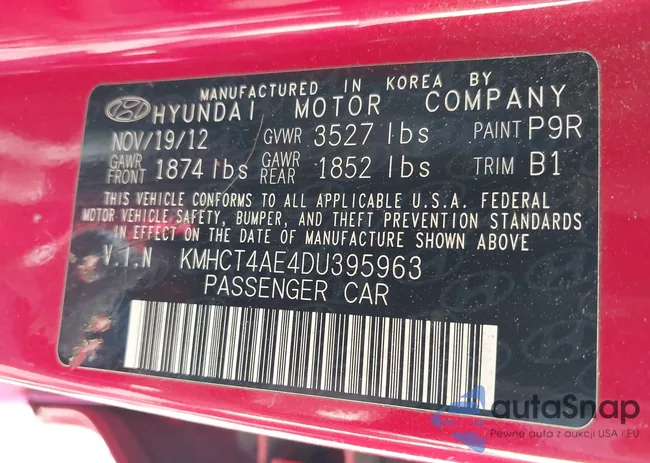 MANUFACTURED IN KOREA BY
HYUNDAI MOTOR COMPANY
NOV/19/12 GVWR 3527 lbs PAINT P9R
GAWR FRONT 1874 lbs GAWR REAR 1852 lbs TRIM B1
THIS VEHICLE CONFORMS TO ALL APPLICABLE U.S.A. FEDERAL
MOTOR VEHICLE SAFETY, BUMPER, AND THEFT PREVENTION STANDARDS
IN EFFECT ON THE DATE OF MANUFACTURE SHOWN ABOVE
V.I.N KMHCT4AE4DU395963
PASSENGER CAR
autaSnap
Pewne auta z aukcji USA i EU